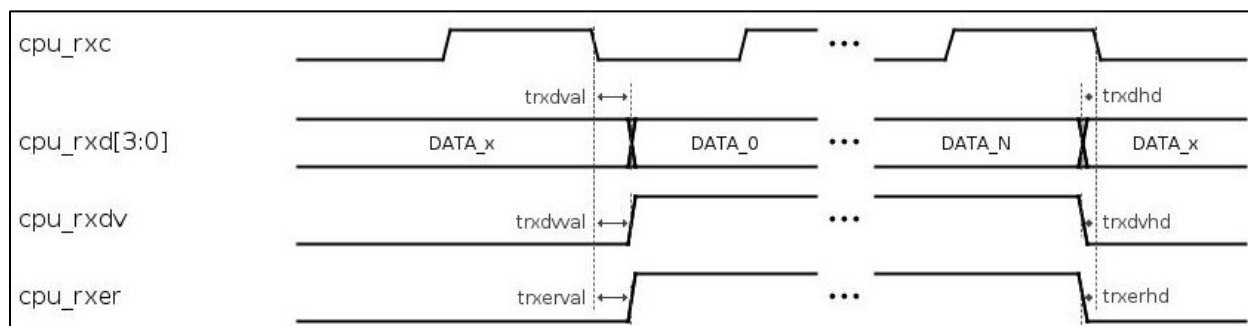 cpu_rxc
•••
trxdval
trxdhd
cpu_rxd[3:0]
DATA_x
DATA_0
•••
DATA_N
DATA_x
cpu_rxdv
trxdvval
•••
trxdvhd
cpu_rxer
trxerval
•••
trxerhd